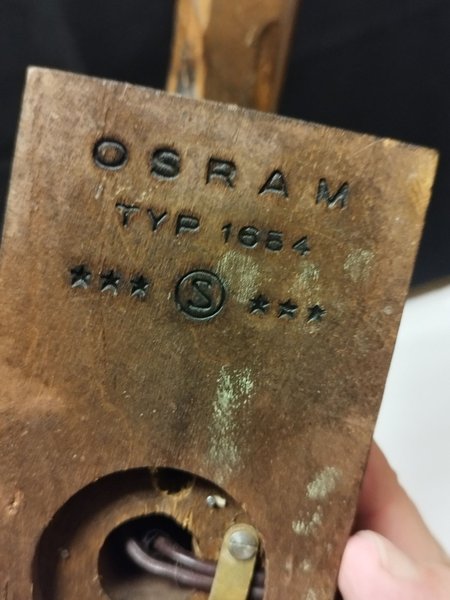 OSRAM
TYP 1654
★★★ Ⓢ ★★★